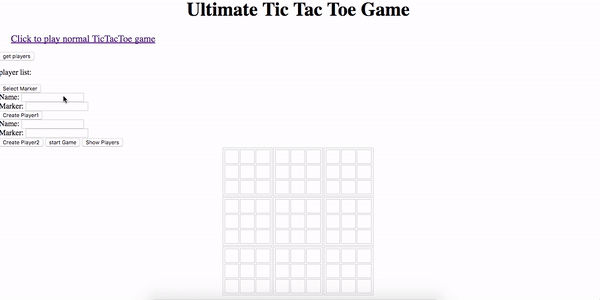 Ultimate Tic Tac Toe Game
Click to play normal TicTacToe game
get players
player list:
Select Marker
Name:
Marker:
Create Player1
Name:
Marker:
Create Player2 start Game Show Players